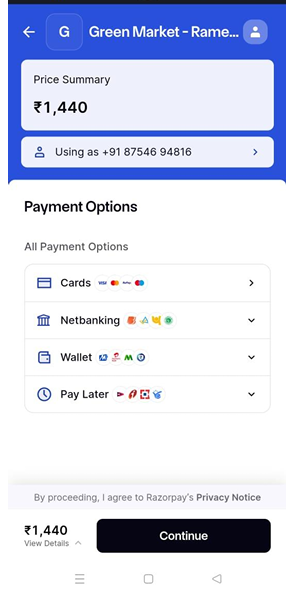 G
Green Market - Rame...
Price Summary
₹1,440
Using as +91 87546 94816
Payment Options
All Payment Options
Cards VISA
Netbanking
Wallet
Pay Later
By proceeding, I agree to Razorpay's Privacy Notice
₹1,440
View Details
Continue